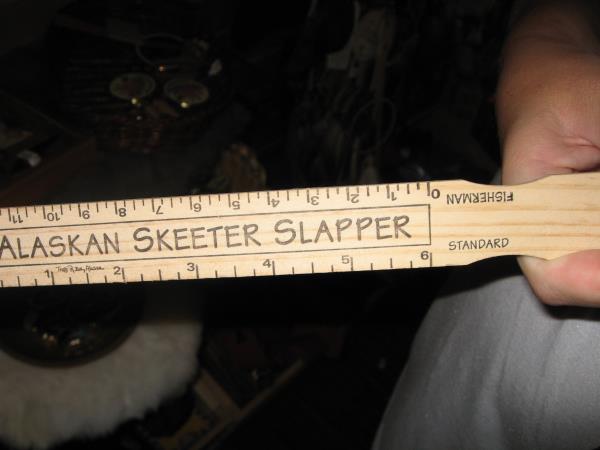 11 10 9 8 7 6 5 4 3 2 1 0 FISHERMAN
ALASKAN SKEETER SLAPPER
STANDARD
1 2 3 4 5 6